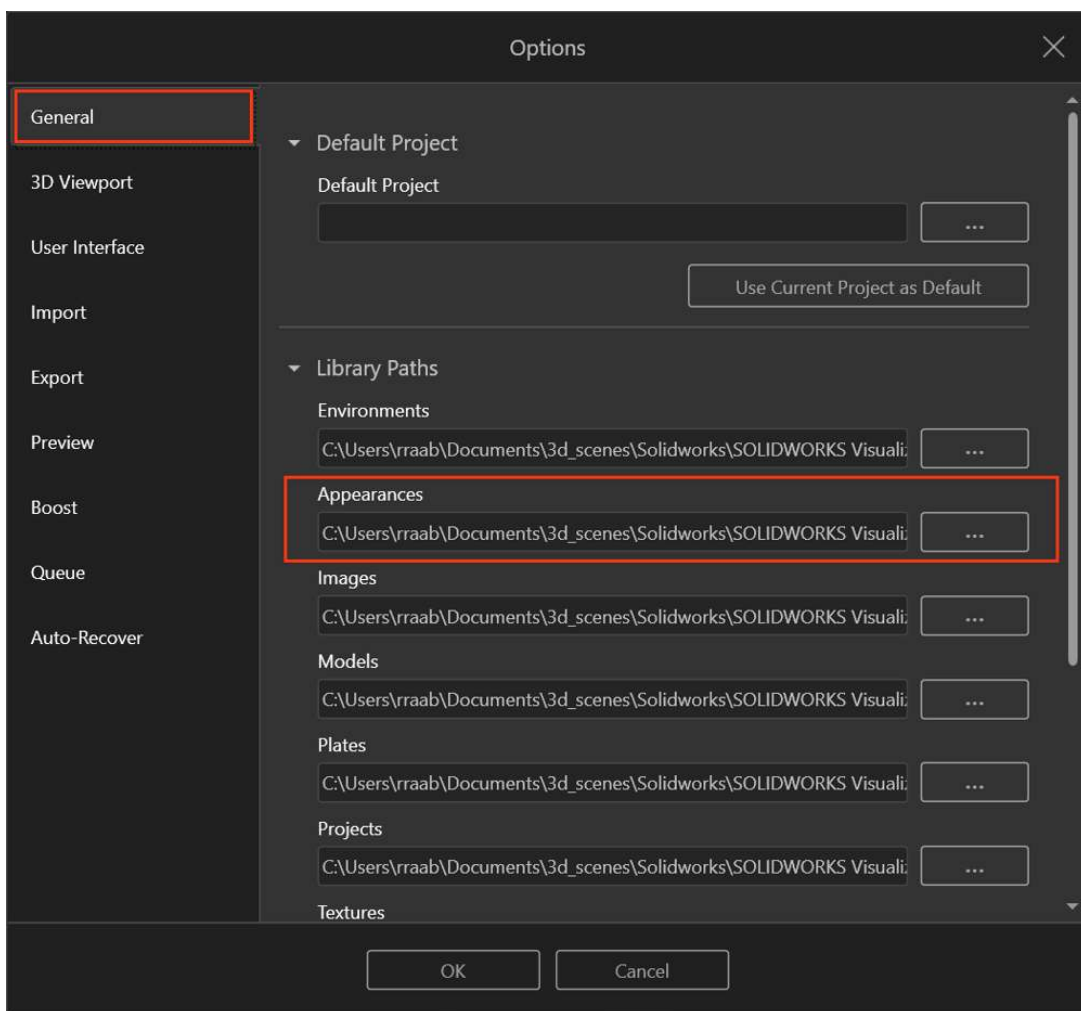 Options
General
3D Viewport
User Interface
Import
Export
Preview
Boost
Queue
Auto-Recover
Default Project
Default Project
...
Use Current Project as Default
Library Paths
Environments
C:\Users\rraab\Documents\3d_scenes\Solidworks\SOLIDWORKS Visuali
...
Appearances
C:\Users\rraab\Documents\3d_scenes\Solidworks\SOLIDWORKS Visuali
...
Images
C:\Users\rraab\Documents\3d_scenes\Solidworks\SOLIDWORKS Visuali
...
Models
C:\Users\rraab\Documents\3d_scenes\Solidworks\SOLIDWORKS Visuali
...
Plates
C:\Users\rraab\Documents\3d_scenes\Solidworks\SOLIDWORKS Visuali
...
Projects
C:\Users\rraab\Documents\3d_scenes\Solidworks\SOLIDWORKS Visuali
...
Textures
OK
Cancel